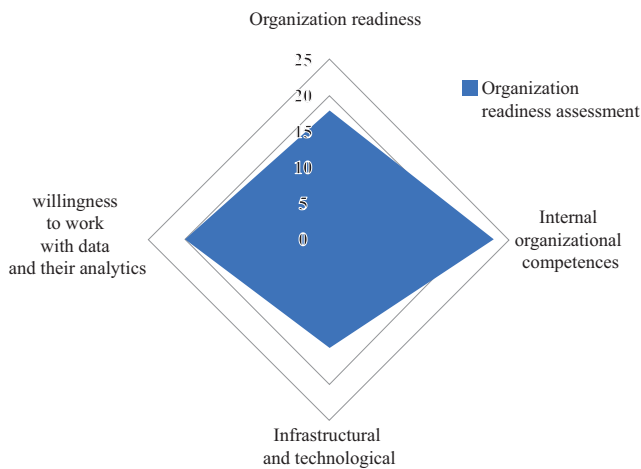 Organization readiness
25
20
15
10
5
0
Organization
readiness assessment
willingness
to work
with data
and their analytics
Internal
organizational
competences
Infrastructural
and technological